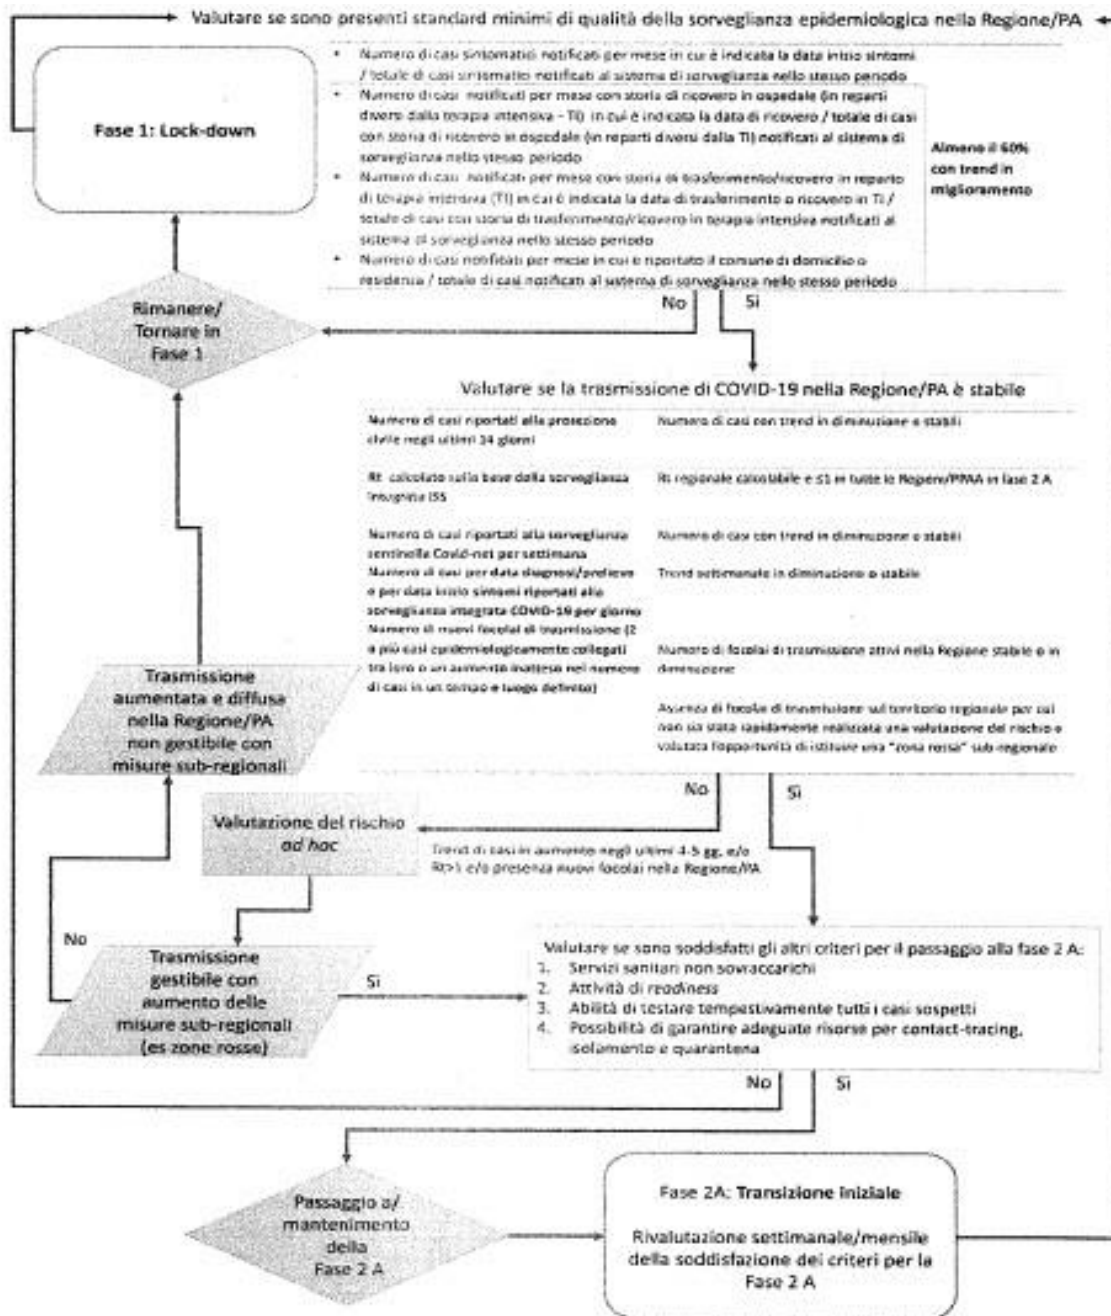 Valutare se sono presenti standard minimi di qualità della sorveglianza epidemiologica nella Regione/PA
Fase 1: Lock-down
• Numero di casi sintomatici notificati per mese in cui è indicata la data inizio sintomi
/ totale di casi sintomatici notificati al sistema di sorveglianza nello stesso periodo
• Numero di casi notificati per mese con storia di ricovero in ospedale (in reparti
diversi dalla terapia intensiva - TI) in cui è indicata la data di ricovero / totale di casi
con storia di ricovero in ospedale (in reparti diversi dalla TI) notificati al sistema di
sorveglianza nello stesso periodo
• Numero di casi notificati per mese con storia di trasferimento/ricovero in reparto
di terapia intensiva (TI) in cui è indicata la data di trasferimento o ricovero in TI /
totale di casi con storia di trasferimento/ricovero in terapia intensiva notificati al
sistema di sorveglianza nello stesso periodo
• Numero di casi notificati per mese in cui è riportato il comune di domicilio o
residenza / totale di casi notificati al sistema di sorveglianza nello stesso periodo
Almeno il 60%
con trend in
miglioramento
No
Si
Rimanere/
Tornare in
Fase 1
Valutare se la trasmissione di COVID-19 nella Regione/PA è stabile
Numero di casi riportati alla protezione
civile negli ultimi 14 giorni
Numero di casi con trend in diminuzione o stabili
Rt calcolato sulla base della sorveglianza
integrata ISS
Rt regionale calcolabile e ≤1 in tutte le Regioni/PPAA in fase 2 A
Numero di casi riportati alla sorveglianza
sentinella Covid-net per settimana
Numero di casi con trend in diminuzione o stabili
Numero di casi per data diagnosi/prelievo
e per data inizio sintomi riportati alla
sorveglianza integrata COVID-19 per giorno
Trend settimanale in diminuzione o stabile
Numero di nuovi focolai di trasmissione (2
o più casi epidemiologicamente collegati
tra loro o un aumento inatteso nel numero
di casi in un tempo e luogo definito)
Numero di focolai di trasmissione attivi nella Regione stabile o in
diminuzione
Assenza di focolai di trasmissione sul territorio regionale per cui
non sia stata rapidamente realizzata una valutazione del rischio e
valutata l'opportunità di istituire una "zona rossa" sub-regionale
Trasmissione
aumentata e diffusa
nella Regione/PA
non gestibile con
misure sub-regionali
No
Si
Valutazione del rischio
ad hoc
Trend di casi in aumento negli ultimi 4-5 gg, e/o
Rt>1 e/o presenza nuovi focolai nella Regione/PA
No
Trasmissione
gestibile con
aumento delle
misure sub-regionali
(es zone rosse)
Si
Valutare se sono soddisfatti gli altri criteri per il passaggio alla fase 2 A:
1. Servizi sanitari non sovraccarichi
2. Attività di readiness
3. Abilità di testare tempestivamente tutti i casi sospetti
4. Possibilità di garantire adeguate risorse per contact-tracing,
isolamento e quarantena
No
Si
Passaggio a/
mantenimento
della
Fase 2 A
Fase 2A: Transizione iniziale
Rivalutazione settimanale/mensile
della soddisfazione dei criteri per la
Fase 2 A